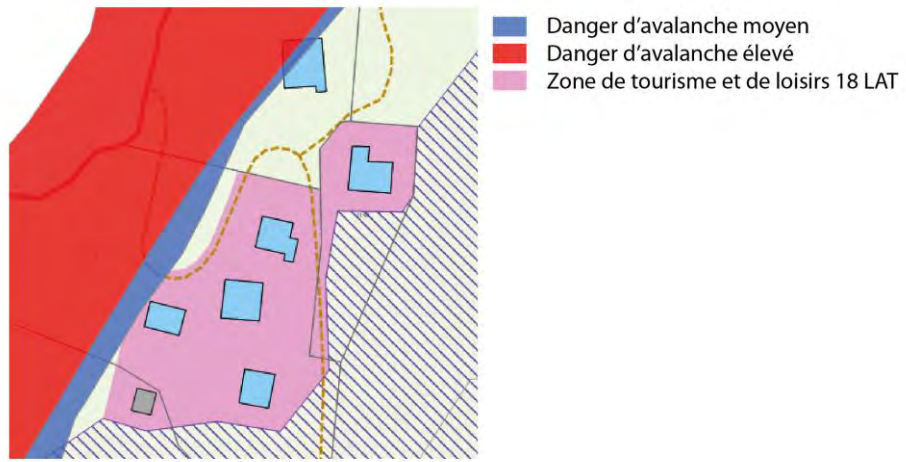 Danger d'avalanche moyen
Danger d'avalanche élevé
Zone de tourisme et de loisirs 18 LAT